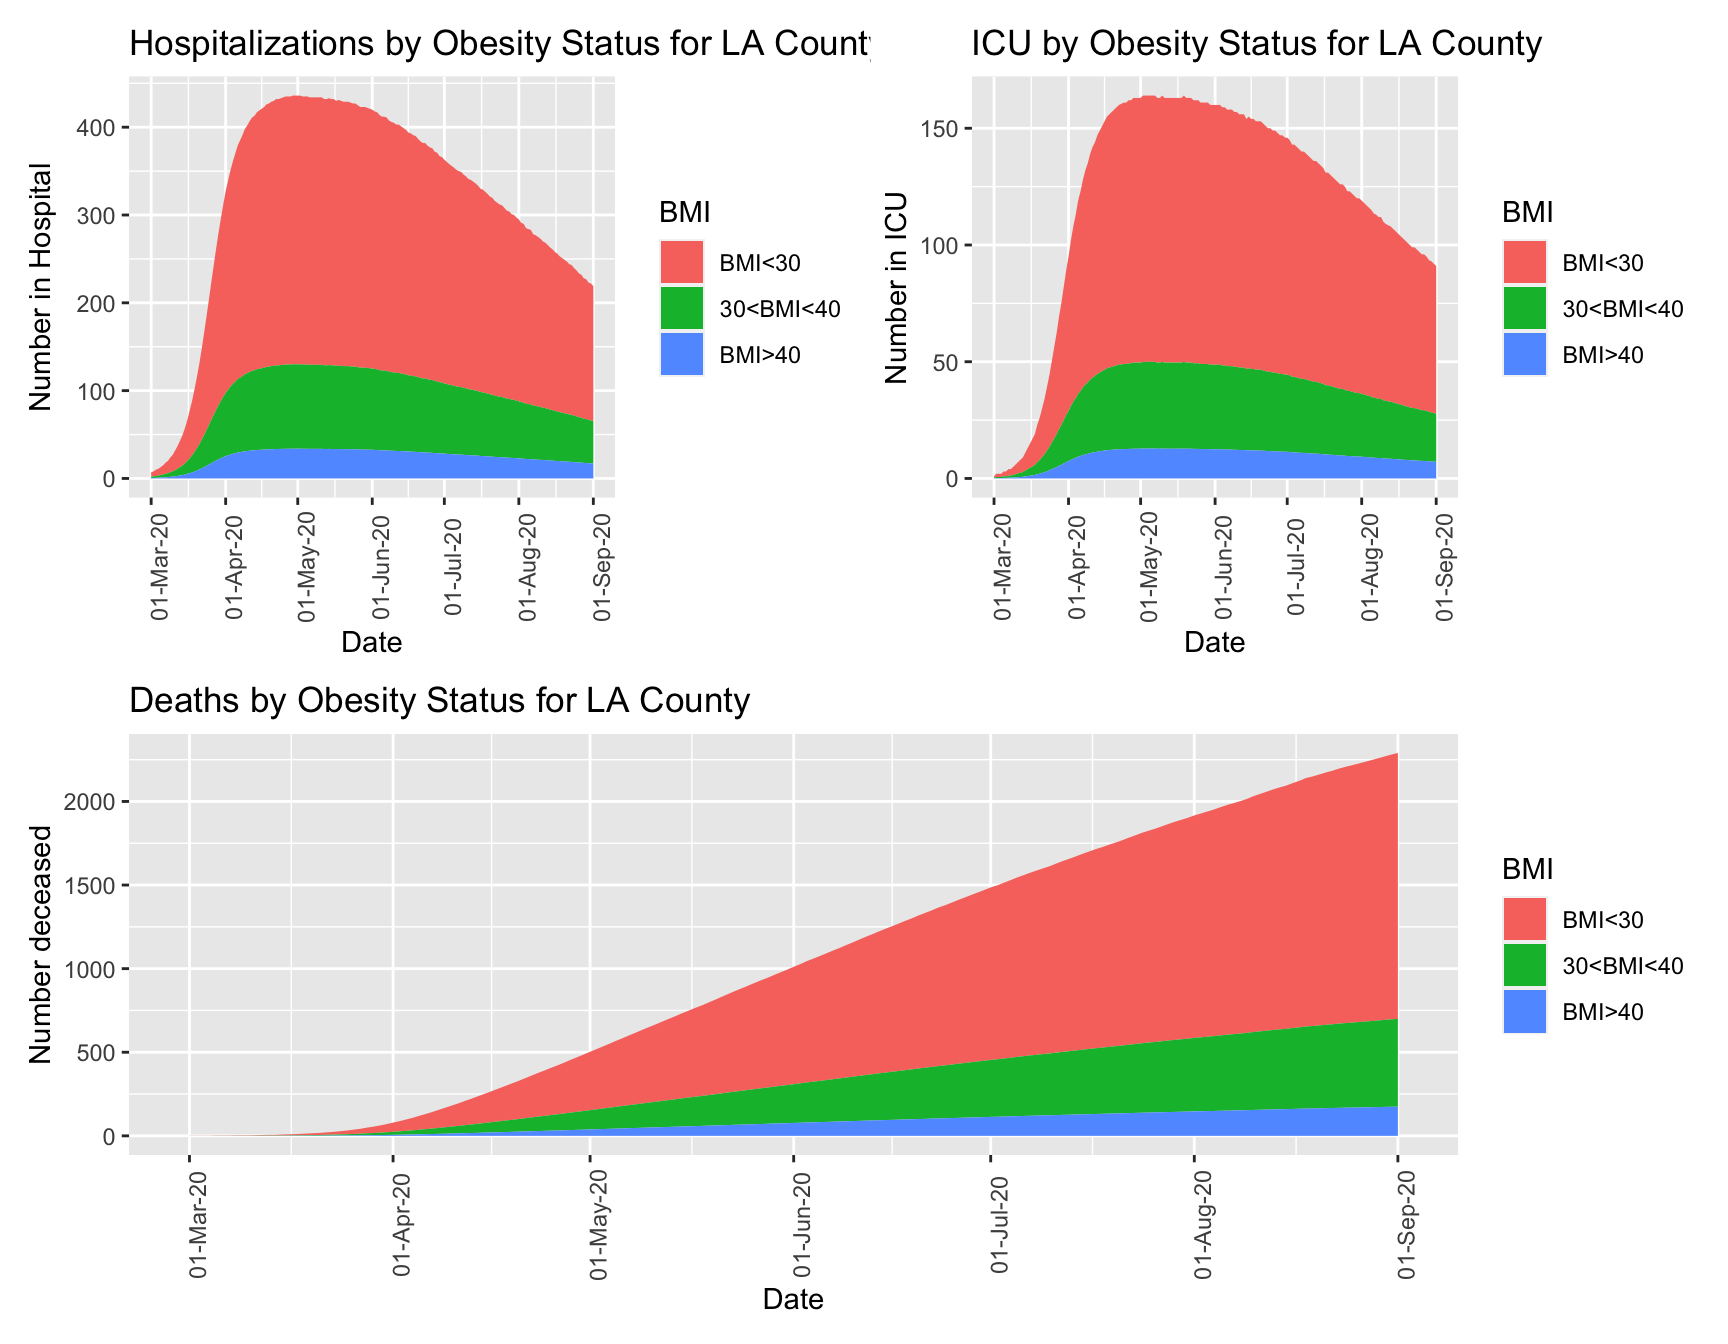 Hospitalizations by Obesity Status for LA County
400
300
200
100
0
Number in Hospital
01-Mar-20
01-Apr-20
01-May-20
01-Jun-20
01-Jul-20
01-Aug-20
01-Sep-20
Date
BMI
BMI<30
30<BMI<40
BMI>40
ICU by Obesity Status for LA County
150
100
50
0
Number in ICU
01-Mar-20
01-Apr-20
01-May-20
01-Jun-20
01-Jul-20
01-Aug-20
01-Sep-20
Date
BMI
BMI<30
30<BMI<40
BMI>40
Deaths by Obesity Status for LA County
2000
1500
1000
500
0
Number deceased
01-Mar-20
01-Apr-20
01-May-20
01-Jun-20
01-Jul-20
01-Aug-20
01-Sep-20
Date
BMI
BMI<30
30<BMI<40
BMI>40